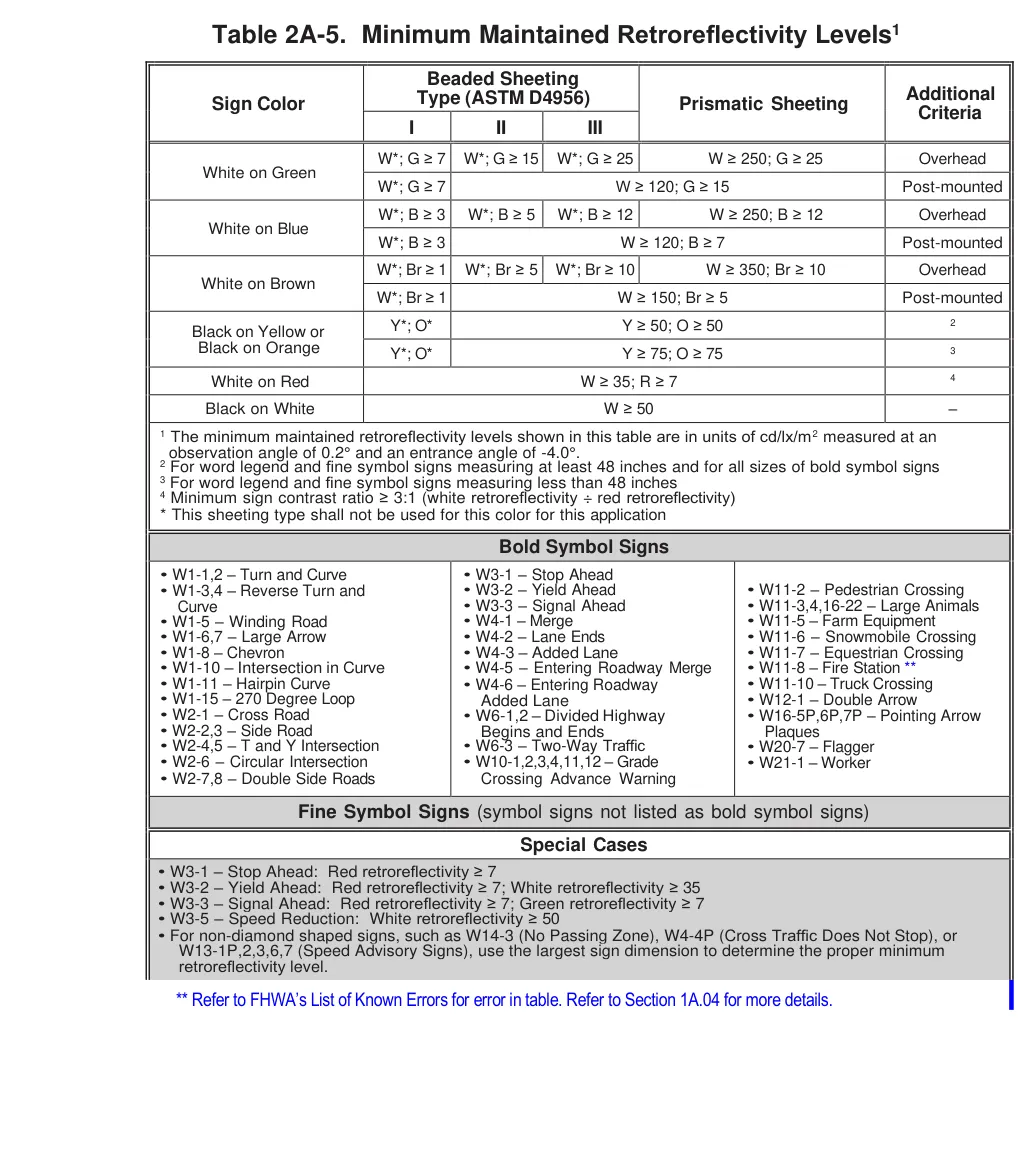 Table 2A-5. Minimum Maintained Retroreflectivity Levels¹
Sign Color
Beaded Sheeting
Type (ASTM D4956)
Prismatic Sheeting
Additional
Criteria
I II III
White on Green
W*; G ≥ 7 W*; G ≥ 15 W*; G ≥ 25 W ≥ 250; G ≥ 25 Overhead
W*; G ≥ 7 W ≥ 120; G ≥ 15 Post-mounted
White on Blue
W*; B ≥ 3 W*; B ≥ 5 W*; B ≥ 12 W ≥ 250; B ≥ 12 Overhead
W*; B ≥ 3 W ≥ 120; B ≥ 7 Post-mounted
White on Brown
W*; Br ≥ 1 W*; Br ≥ 5 W*; Br ≥ 10 W ≥ 350; Br ≥ 10 Overhead
W*; Br ≥ 1 W ≥ 150; Br ≥ 5 Post-mounted
Black on Yellow or
Black on Orange
Y*; O* Y ≥ 50; O ≥ 50 ²
Y*; O* Y ≥ 75; O ≥ 75 ³
White on Red W ≥ 35; R ≥ 7 ⁴
Black on White W ≥ 50 –
¹ The minimum maintained retroreflectivity levels shown in this table are in units of cd/lx/m² measured at an
observation angle of 0.2° and an entrance angle of -4.0°.
² For word legend and fine symbol signs measuring at least 48 inches and for all sizes of bold symbol signs
³ For word legend and fine symbol signs measuring less than 48 inches
⁴ Minimum sign contrast ratio ≥ 3:1 (white retroreflectivity ÷ red retroreflectivity)
* This sheeting type shall not be used for this color for this application
Bold Symbol Signs
• W1-1,2 – Turn and Curve
• W1-3,4 – Reverse Turn and
Curve
• W1-5 – Winding Road
• W1-6,7 – Large Arrow
• W1-8 – Chevron
• W1-10 – Intersection in Curve
• W1-11 – Hairpin Curve
• W1-15 – 270 Degree Loop
• W2-1 – Cross Road
• W2-2,3 – Side Road
• W2-4,5 – T and Y Intersection
• W2-6 – Circular Intersection
• W2-7,8 – Double Side Roads
• W3-1 – Stop Ahead
• W3-2 – Yield Ahead
• W3-3 – Signal Ahead
• W4-1 – Merge
• W4-2 – Lane Ends
• W4-3 – Added Lane
• W4-5 – Entering Roadway Merge
• W4-6 – Entering Roadway
Added Lane
• W6-1,2 – Divided Highway
Begins and Ends
• W6-3 – Two-Way Traffic
• W10-1,2,3,4,11,12 – Grade
Crossing Advance Warning
• W11-2 – Pedestrian Crossing
• W11-3,4,16-22 – Large Animals
• W11-5 – Farm Equipment
• W11-6 – Snowmobile Crossing
• W11-7 – Equestrian Crossing
• W11-8 – Fire Station **
• W11-10 – Truck Crossing
• W12-1 – Double Arrow
• W16-5P,6P,7P – Pointing Arrow
Plaques
• W20-7 – Flagger
• W21-1 – Worker
Fine Symbol Signs (symbol signs not listed as bold symbol signs)
Special Cases
• W3-1 – Stop Ahead: Red retroreflectivity ≥ 7
• W3-2 – Yield Ahead: Red retroreflectivity ≥ 7; White retroreflectivity ≥ 35
• W3-3 – Signal Ahead: Red retroreflectivity ≥ 7; Green retroreflectivity ≥ 7
• W3-5 – Speed Reduction: White retroreflectivity ≥ 50
• For non-diamond shaped signs, such as W14-3 (No Passing Zone), W4-4P (Cross Traffic Does Not Stop), or
W13-1P,2,3,6,7 (Speed Advisory Signs), use the largest sign dimension to determine the proper minimum
retroreflectivity level.
** Refer to FHWA's List of Known Errors for error in table. Refer to Section 1A.04 for more details.